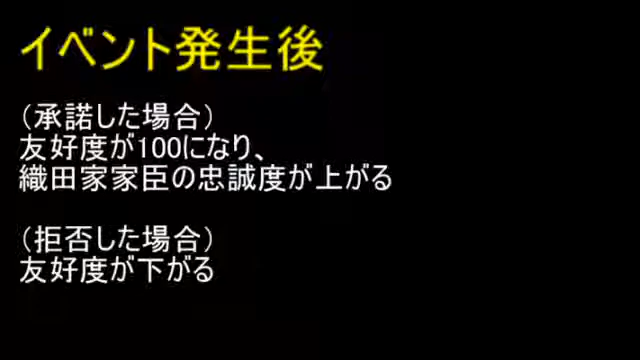 イベント発生後
（承諾した場合）
友好度が100になり、
織田家家臣の忠誠度が上がる
（拒否した場合）
友好度が下がる